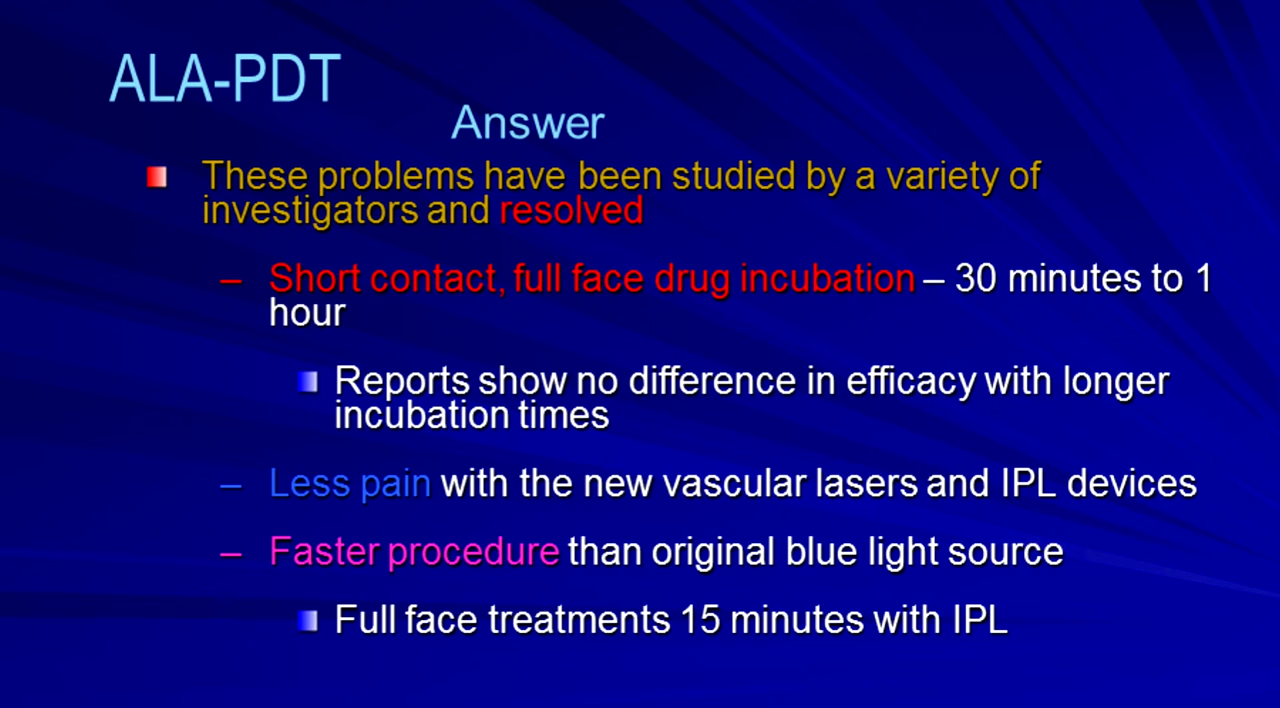 ALA-PDT
Answer
These problems have been studied by a variety of
investigators and resolved
– Short contact, full face drug incubation – 30 minutes to 1
hour
Reports show no difference in efficacy with longer
incubation times
– Less pain with the new vascular lasers and IPL devices
– Faster procedure than original blue light source
Full face treatments 15 minutes with IPL